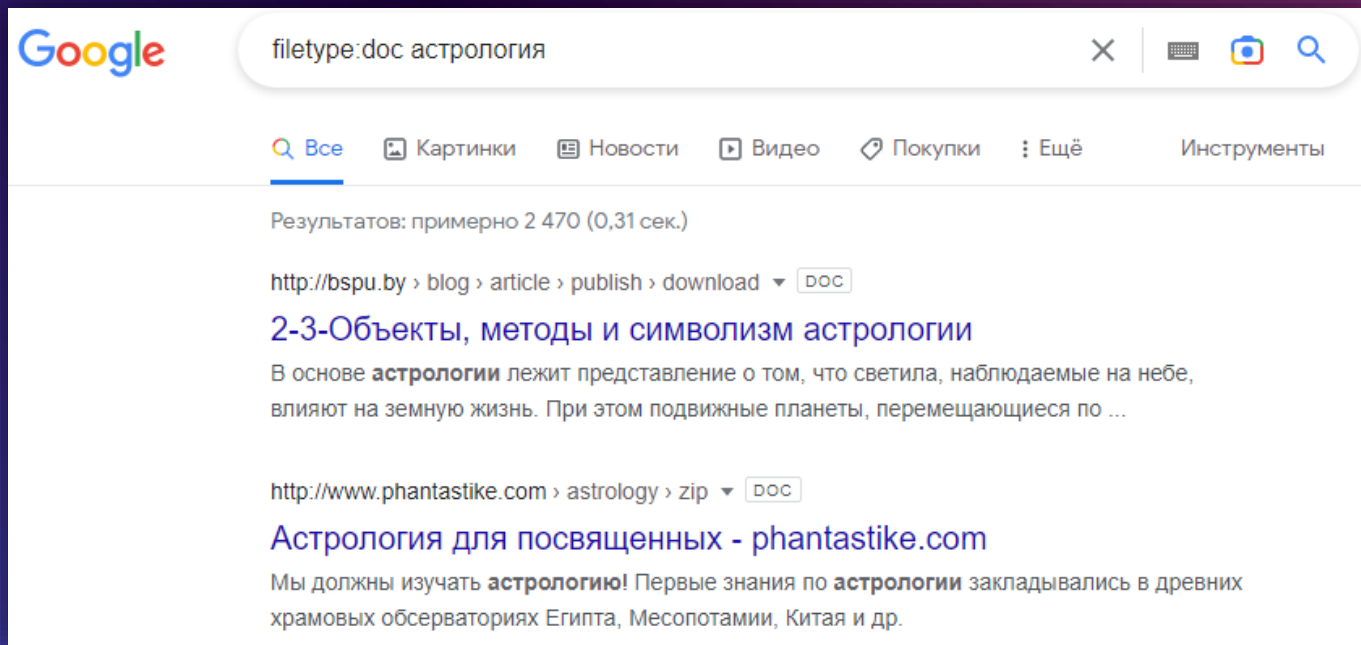 Google
filetype:doc астрология
Все Картинки Новости Видео Покупки Ещё Инструменты
Результатов: примерно 2 470 (0,31 сек.)
http://bspu.by › blog › article › publish › download DOC
2-3-Объекты, методы и символизм астрологии
В основе астрологии лежит представление о том, что светила, наблюдаемые на небе,
влияют на земную жизнь. При этом подвижные планеты, перемещающиеся по ...
http://www.phantastike.com › astrology › zip DOC
Астрология для посвященных - phantastike.com
Мы должны изучать астрологию! Первые знания по астрологии закладывались в древних
храмовых обсерваториях Египта, Месопотамии, Китая и др.